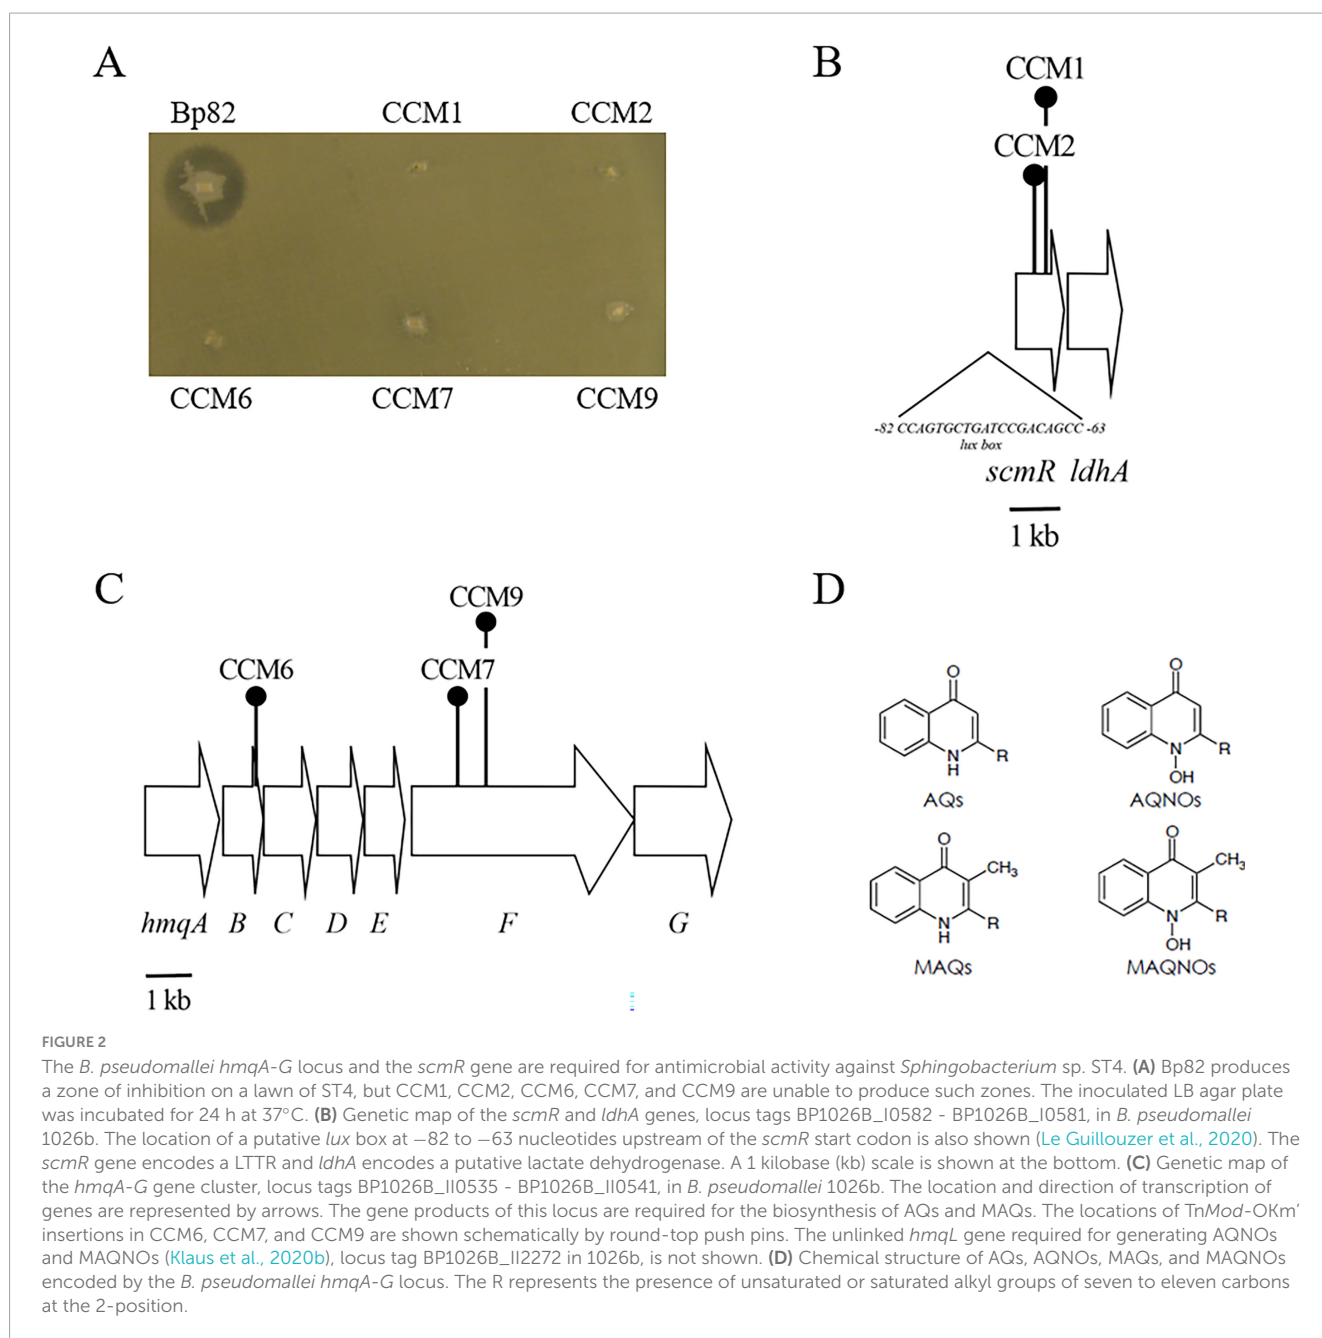 A
Bp82 CCM1 CCM2
CCM6 CCM7 CCM9
B
CCM1
CCM2
-82 CCAGTGCTGATCCGACAGCC -63
lux box
scmR ldhA
1 kb
C
CCM9
CCM6 CCM7
hmqA B C D E F G
1 kb
D
O
N
H
R
AQs
O
N
OH
R
AQNOs
O
CH3
N
H
R
MAQs
O
CH3
N
OH
R
MAQNOs
FIGURE 2
The B. pseudomallei hmqA-G locus and the scmR gene are required for antimicrobial activity against Sphingobacterium sp. ST4. (A) Bp82 produces
a zone of inhibition on a lawn of ST4, but CCM1, CCM2, CCM6, CCM7, and CCM9 are unable to produce such zones. The inoculated LB agar plate
was incubated for 24 h at 37°C. (B) Genetic map of the scmR and ldhA genes, locus tags BP1026B_I0582 - BP1026B_I0581, in B. pseudomallei
1026b. The location of a putative lux box at −82 to −63 nucleotides upstream of the scmR start codon is also shown (Le Guillouzer et al., 2020). The
scmR gene encodes a LTTR and ldhA encodes a putative lactate dehydrogenase. A 1 kilobase (kb) scale is shown at the bottom. (C) Genetic map of
the hmqA-G gene cluster, locus tags BP1026B_II0535 - BP1026B_II0541, in B. pseudomallei 1026b. The location and direction of transcription of
genes are represented by arrows. The gene products of this locus are required for the biosynthesis of AQs and MAQs. The locations of TnMod-OKm'
insertions in CCM6, CCM7, and CCM9 are shown schematically by round-top push pins. The unlinked hmqL gene required for generating AQNOs
and MAQNOs (Klaus et al., 2020b), locus tag BP1026B_II2272 in 1026b, is not shown. (D) Chemical structure of AQs, AQNOs, MAQs, and MAQNOs
encoded by the B. pseudomallei hmqA-G locus. The R represents the presence of unsaturated or saturated alkyl groups of seven to eleven carbons
at the 2-position.